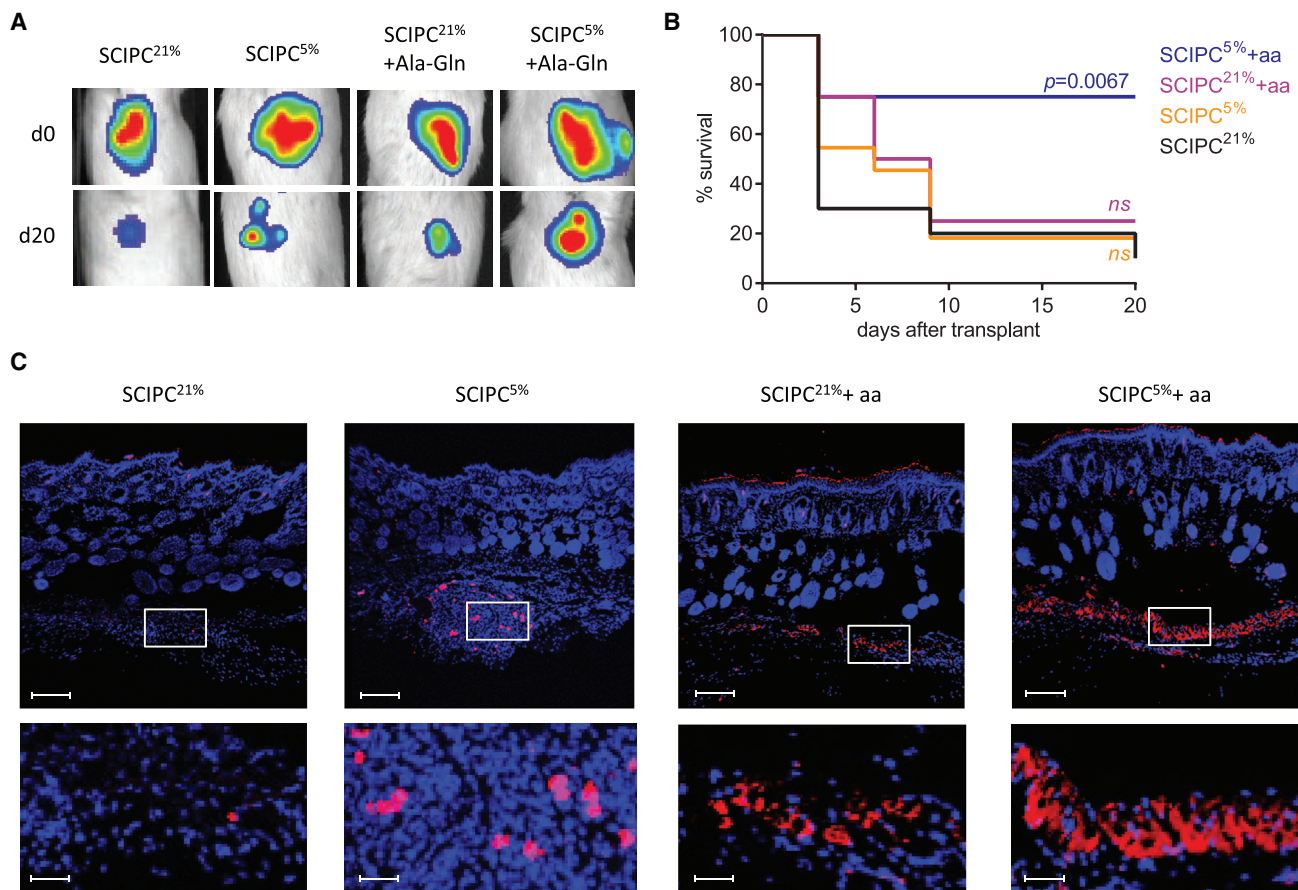 A
SCIPC21%
SCIPC5%
SCIPC21% +Ala-Gln
SCIPC5% +Ala-Gln
d0
d20
B
% survival
100
80
60
40
20
0
0 5 10 15 20
days after transplant
p=0.0067
ns
ns
SCIPC5%+aa
SCIPC21%+aa
SCIPC5%
SCIPC21%
C
SCIPC21%
SCIPC5%
SCIPC21%+ aa
SCIPC5%+ aa